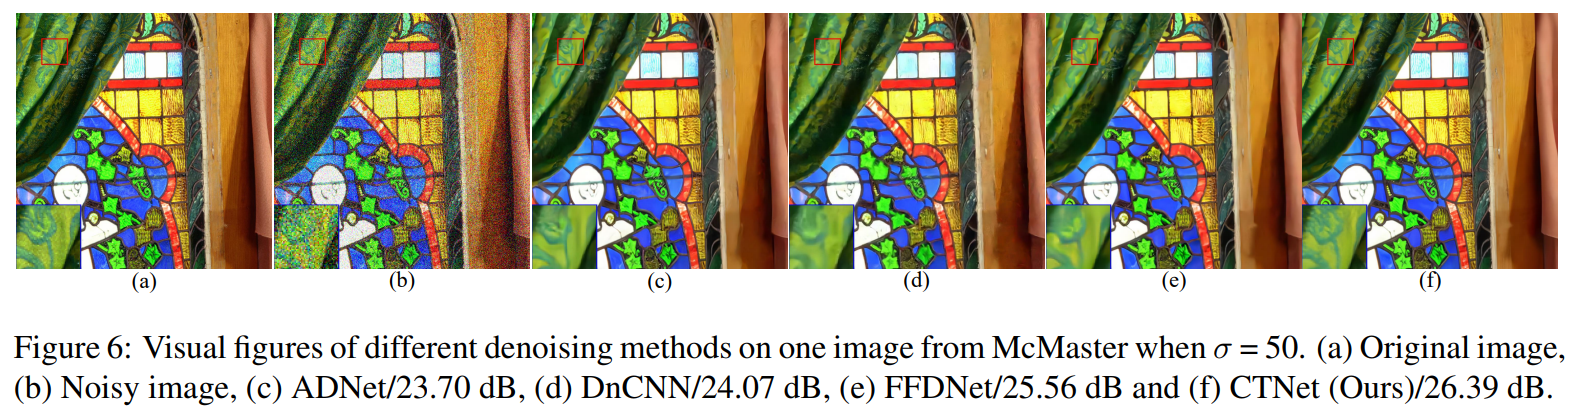 (a) (b) (c) (d) (e) (f)
Figure 6: Visual figures of different denoising methods on one image from McMaster when σ = 50. (a) Original image,
(b) Noisy image, (c) ADNet/23.70 dB, (d) DnCNN/24.07 dB, (e) FFDNet/25.56 dB and (f) CTNet (Ours)/26.39 dB.